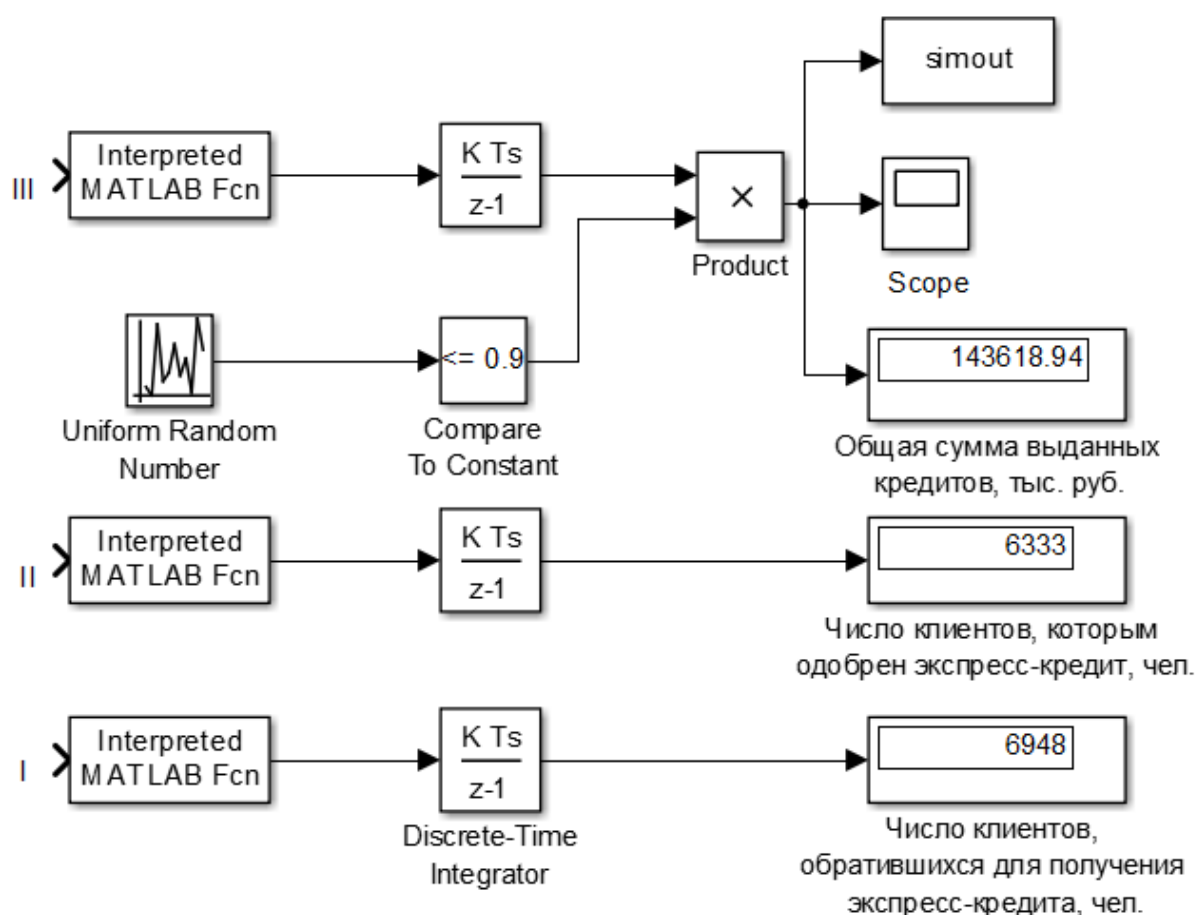 simout
III
Interpreted
MATLAB Fcn
K Ts
z-1
×
Product
Scope
Uniform Random
Number
<= 0.9
Compare
To Constant
143618.94
Общая сумма выданных
кредитов, тыс. руб.
II
Interpreted
MATLAB Fcn
K Ts
z-1
6333
Число клиентов, которым
одобрен экспресс-кредит, чел.
I
Interpreted
MATLAB Fcn
K Ts
z-1
Discrete-Time
Integrator
6948
Число клиентов,
обратившихся для получения
экспресс-кредита, чел.